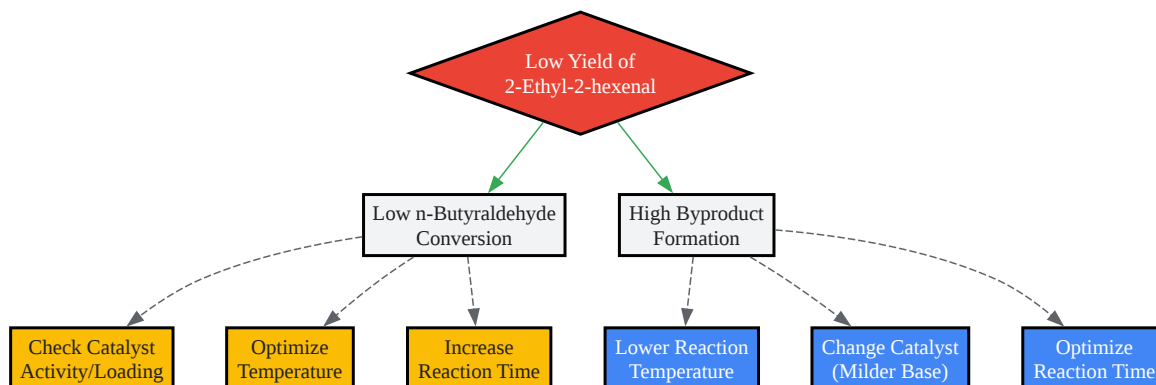 Low Yield of
2-Ethyl-2-hexenal
Low n-Butyraldehyde
Conversion
High Byproduct
Formation
Check Catalyst
Activity/Loading
Optimize
Temperature
Increase
Reaction Time
Lower Reaction
Temperature
Change Catalyst
(Milder Base)
Optimize
Reaction Time